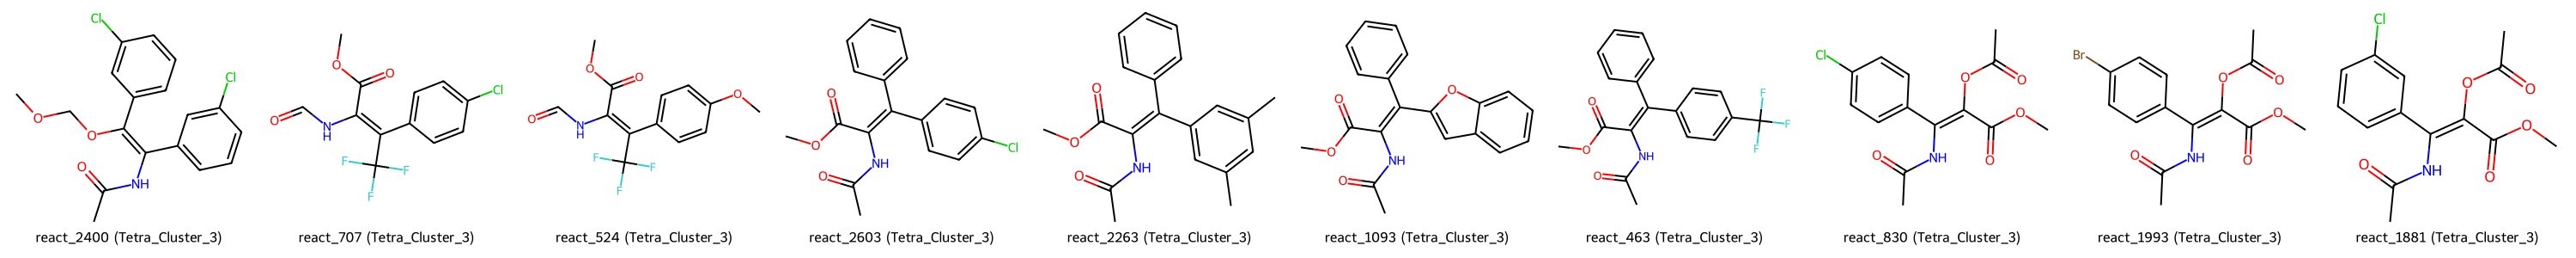 react_2400 (Tetra_Cluster_3)
react_707 (Tetra_Cluster_3)
react_524 (Tetra_Cluster_3)
react_2603 (Tetra_Cluster_3)
react_2263 (Tetra_Cluster_3)
react_1093 (Tetra_Cluster_3)
react_463 (Tetra_Cluster_3)
react_830 (Tetra_Cluster_3)
react_1993 (Tetra_Cluster_3)
react_1881 (Tetra_Cluster_3)